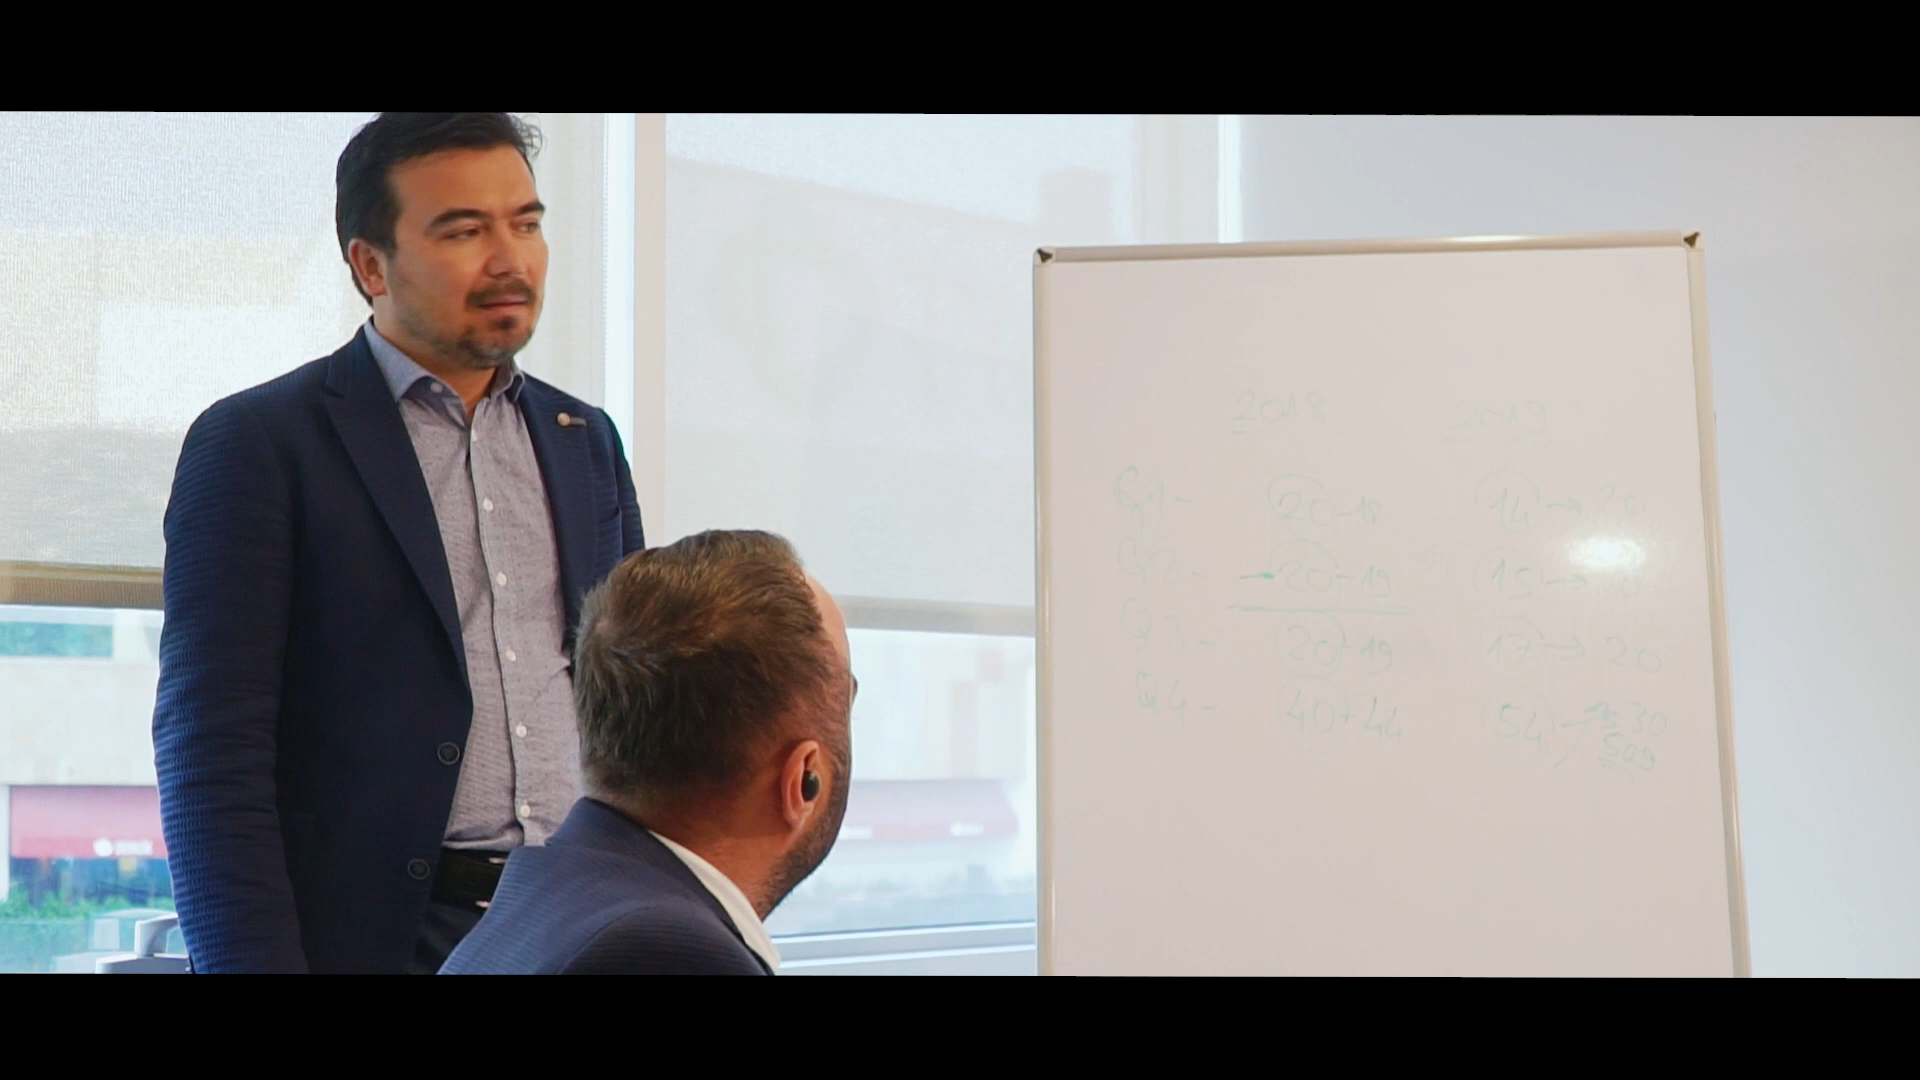 2018 2019
Q1- 20-18 14→20
Q2- -20-19 15→
Q3- 20-19 17→20
Q4- 40+44 54→ 30